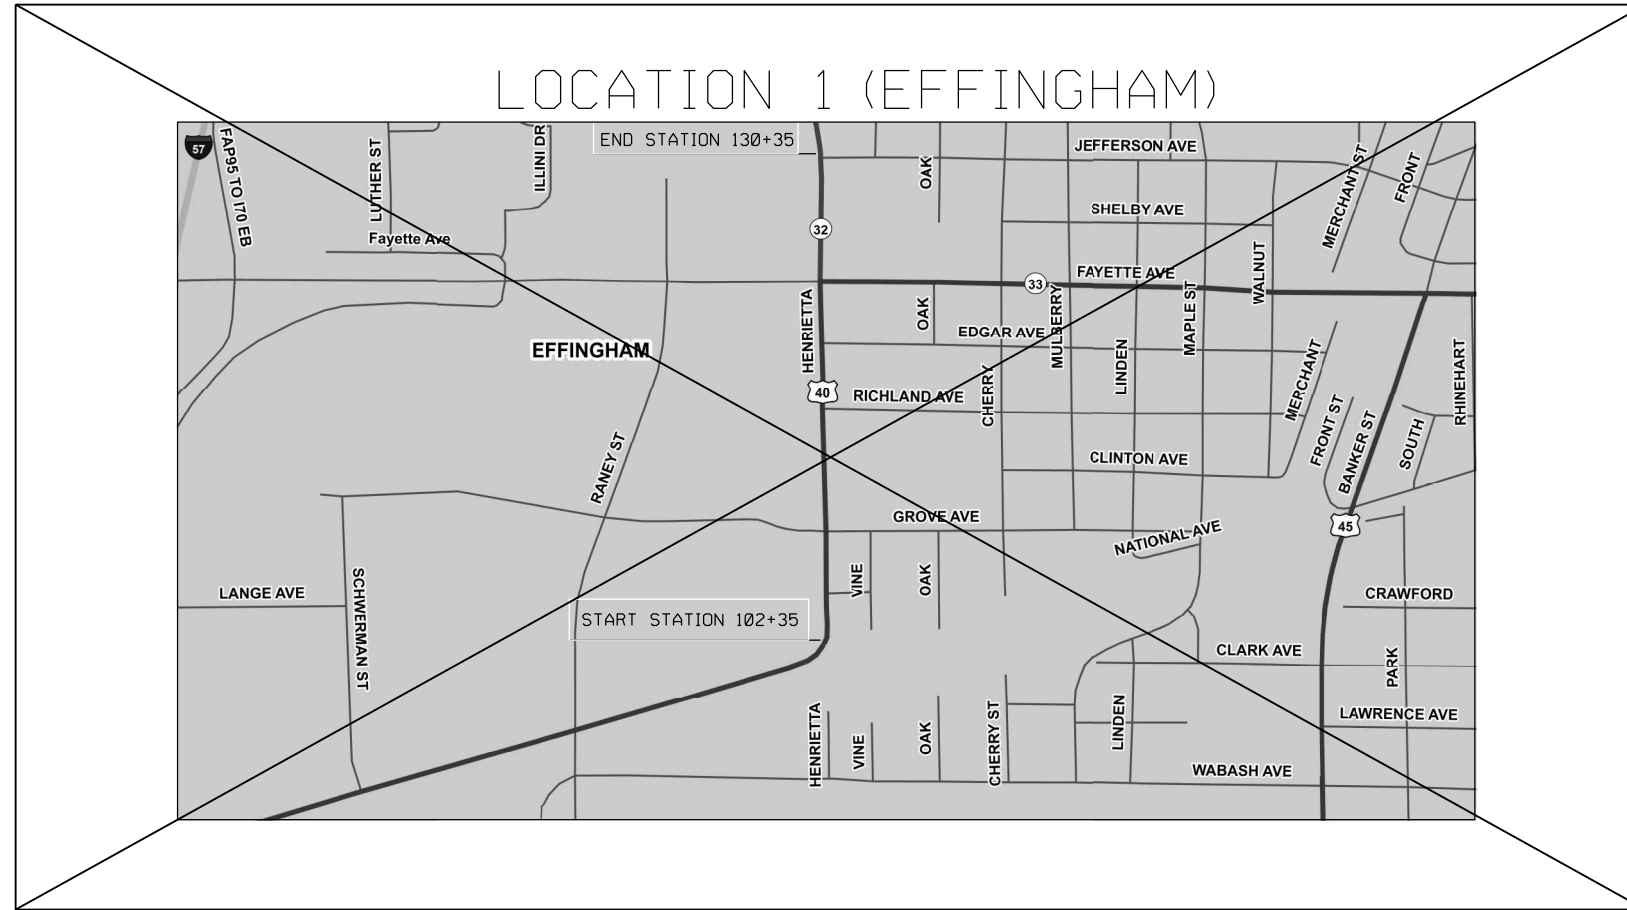 LOCATION 1 (EFFINGHAM)
END STATION 130+35
57
FAP95 TO I70 EB
LUTHER ST
ILLINI DR
OAK
JEFFERSON AVE
MERCHANT ST
FRONT
SHELBY AVE
32
Fayette Ave
WALNUT
FAYETTE AVE
33
HENRIETTA
OAK
EDGAR AVE
MULBERRY
MAPLE ST
LINDEN
EFFINGHAM
MERCHANT
RHINEHART
40
RICHLAND AVE
CHERRY
FRONT ST
BANKER ST
SOUTH
RANEY ST
CLINTON AVE
GROVE AVE
NATIONAL AVE
45
LANGE AVE
SCHWERMAN ST
VINE
OAK
CRAWFORD
START STATION 102+35
CLARK AVE
PARK
HENRIETTA
VINE
OAK
CHERRY ST
LINDEN
LAWRENCE AVE
WABASH AVE